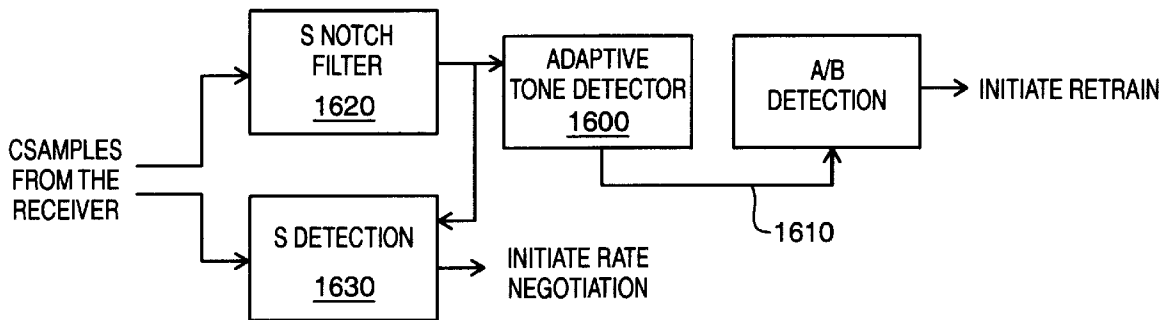 S NOTCH
FILTER
1620
ADAPTIVE
TONE DETECTOR
1600
A/B
DETECTION
INITIATE RETRAIN
CSAMPLES
FROM THE
RECEIVER
S DETECTION
1630
INITIATE RATE
NEGOTIATION
1610